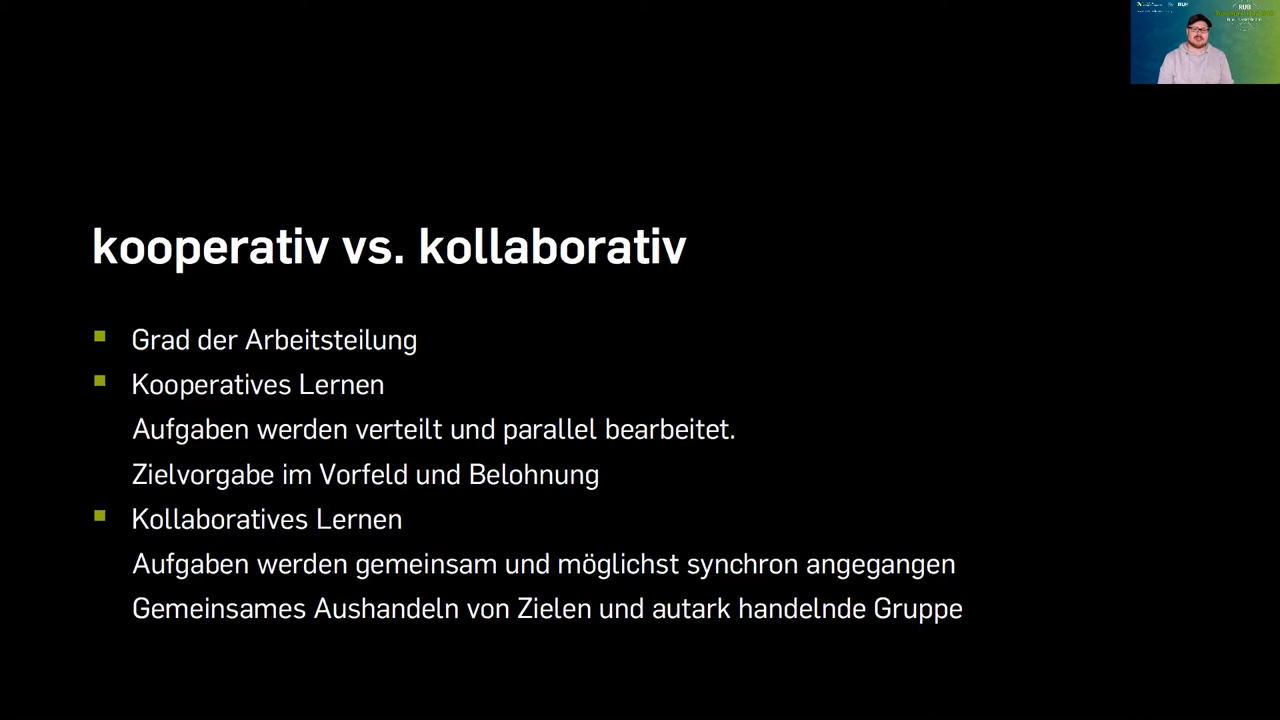 kooperativ vs. kollaborativ
Grad der Arbeitsteilung
Kooperatives Lernen
Aufgaben werden verteilt und parallel bearbeitet.
Zielvorgabe im Vorfeld und Belohnung
Kollaboratives Lernen
Aufgaben werden gemeinsam und möglichst synchron angegangen
Gemeinsames Aushandeln von Zielen und autark handelnde Gruppe
RUB